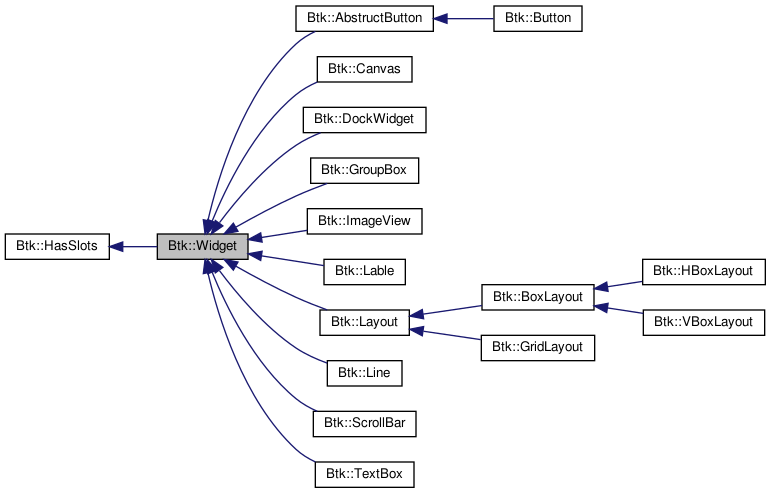 Btk::AbstructButton
Btk::Button
Btk::Canvas
Btk::DockWidget
Btk::GroupBox
Btk::ImageView
Btk::HasSlots
Btk::Widget
Btk::Lable
Btk::HBoxLayout
Btk::BoxLayout
Btk::Layout
Btk::VBoxLayout
Btk::GridLayout
Btk::Line
Btk::ScrollBar
Btk::TextBox